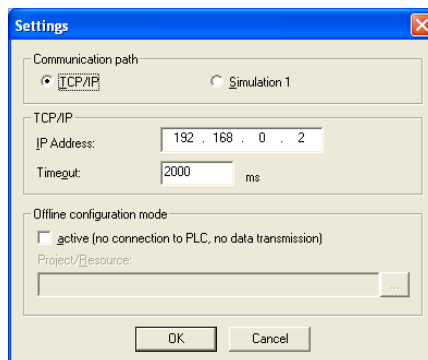 Settings
Communication path
TCP/IP
Simulation 1
TCP/IP
IP Address:
192 . 168 . 0 . 2
Timeout:
2000
ms
Offline configuration mode
active (no connection to PLC, no data transmission)
Project/Resource:
...
OK
Cancel